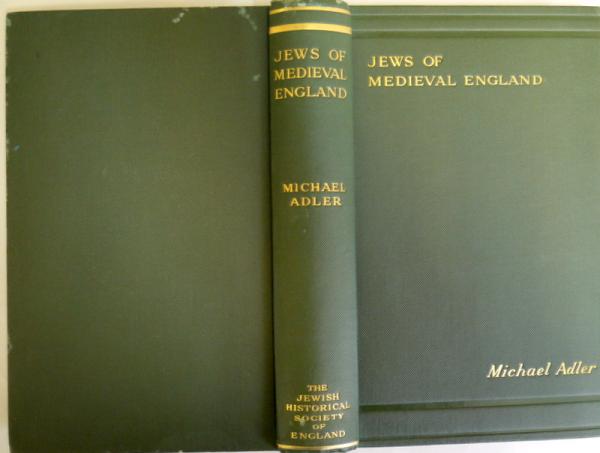 JEWS OF
MEDIEVAL
ENGLAND
MICHAEL
ADLER
THE
JEWISH
HISTORICAL
SOCIETY
OF
ENGLAND
JEWS OF
MEDIEVAL ENGLAND
Michael Adler